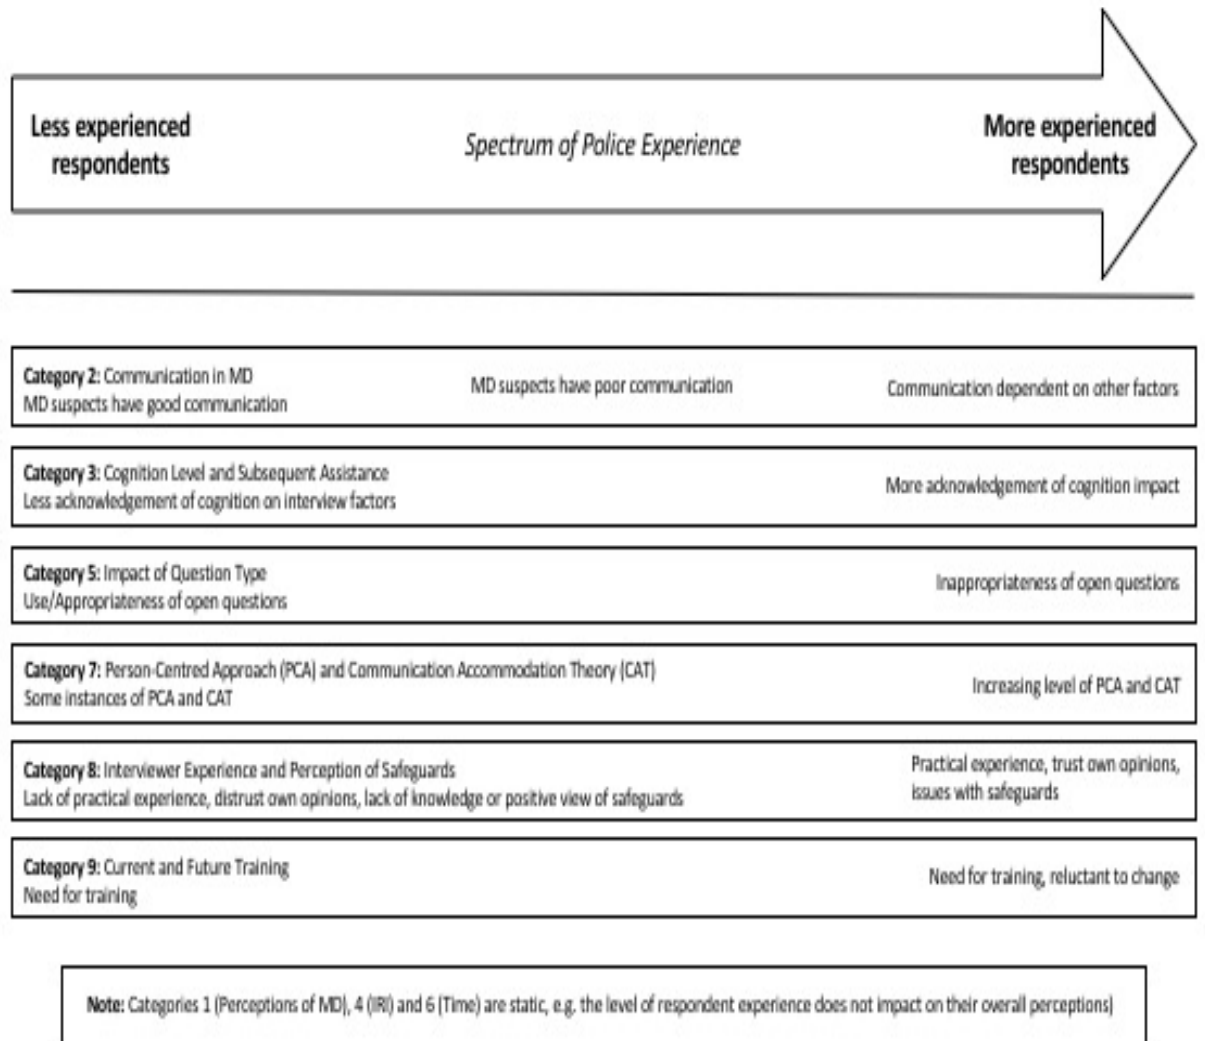 Less experienced
respondents
Spectrum of Police Experience
More experienced
respondents
Category 2: Communication in MD
MD suspects have good communication
MD suspects have poor communication
Communication dependent on other factors
Category 3: Cognition Level and Subsequent Assistance
Less acknowledgement of cognition on interview factors
More acknowledgement of cognition impact
Category 5: Impact of Question Type
Use/Appropriateness of open questions
Inappropriateness of open questions
Category 7: Person-Centred Approach (PCA) and Communication Accommodation Theory (CAT)
Some instances of PCA and CAT
Increasing level of PCA and CAT
Category 8: Interviewer Experience and Perception of Safeguards
Lack of practical experience, distrust own opinions, lack of knowledge or positive view of safeguards
Practical experience, trust own opinions,
issues with safeguards
Category 9: Current and Future Training
Need for training
Need for training, reluctant to change
Note: Categories 1 (Perceptions of MD), 4 (IRI) and 6 (Time) are static, e.g. the level of respondent experience does not impact on their overall perceptions)